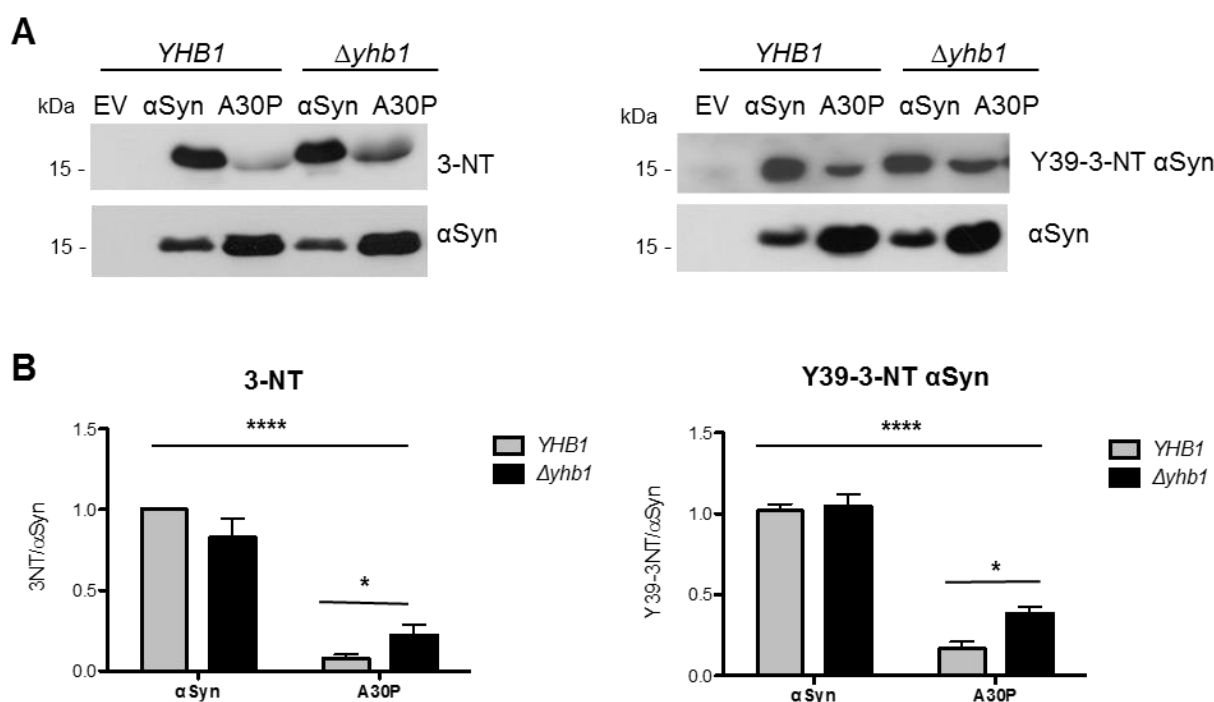 A
YHB1 Δyhb1
kDa EV αSyn A30P αSyn A30P
15 - 3-NT
15 - αSyn
YHB1 Δyhb1
kDa EV αSyn A30P αSyn A30P
15 - Y39-3-NT αSyn
15 - αSyn
B
3-NT
3NT/αSyn
1.5
1.0
0.5
0.0
****
*
αSyn A30P
YHB1
Δyhb1
Y39-3-NT αSyn
Y39-3NT/αSyn
1.5
1.0
0.5
0.0
****
*
αSyn A30P
YHB1
Δyhb1